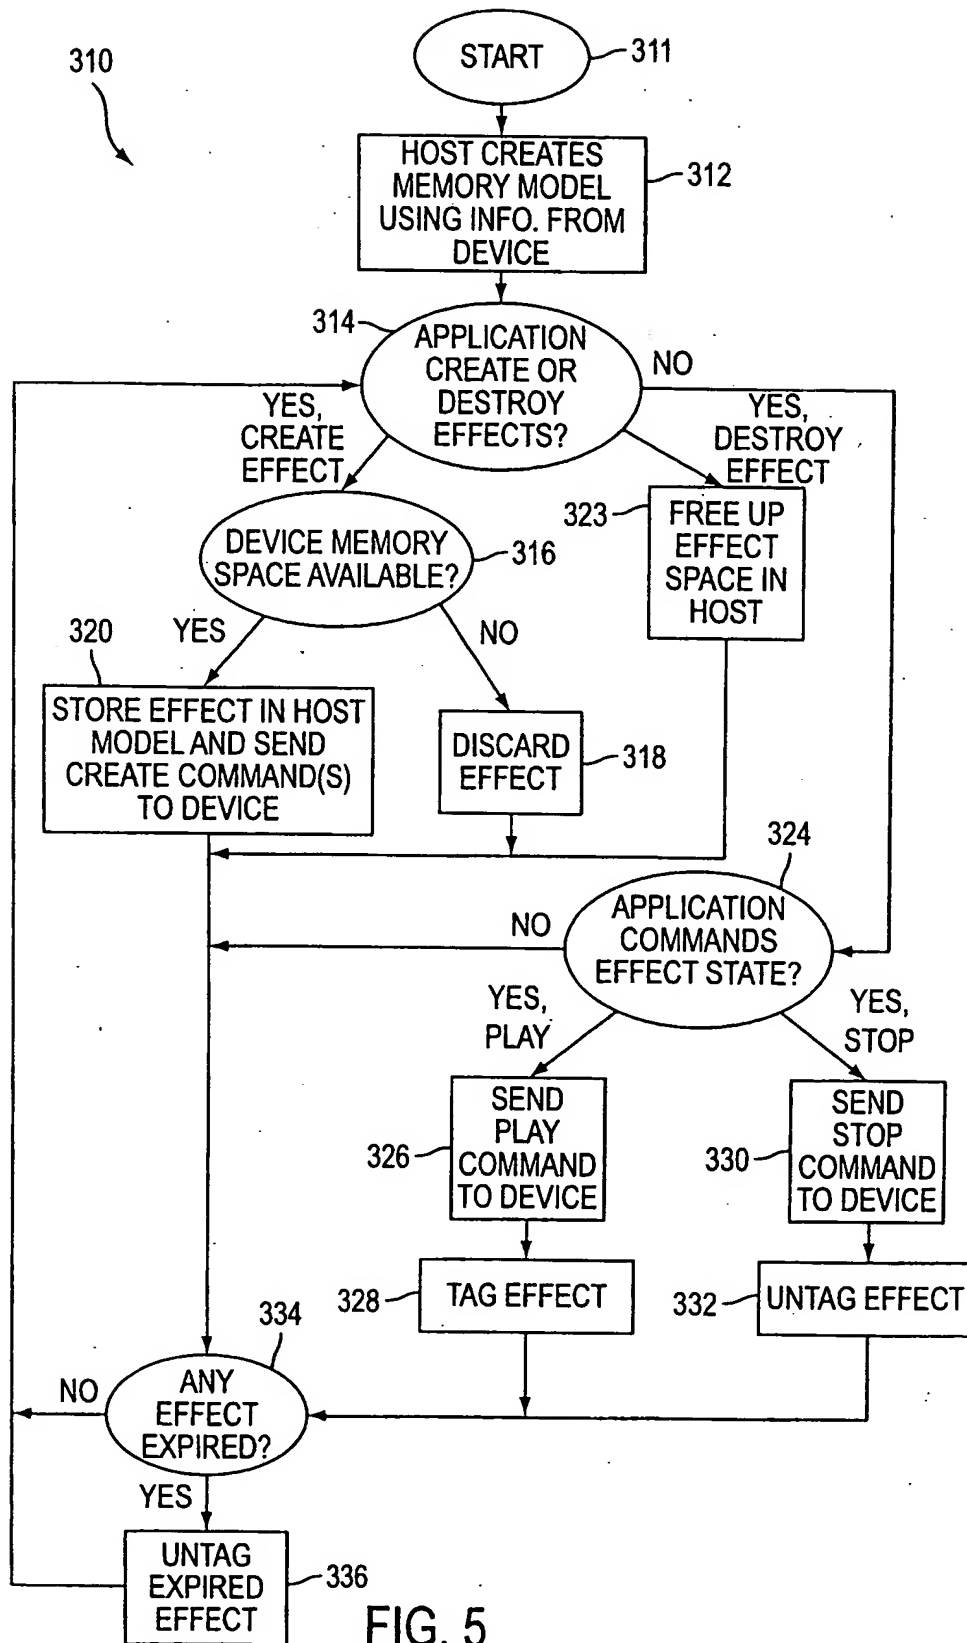 310
START
311
HOST CREATES
MEMORY MODEL
USING INFO. FROM
DEVICE
312
314
APPLICATION
CREATE OR
DESTROY
EFFECTS?
NO
YES,
CREATE
EFFECT
YES,
DESTROY
EFFECT
DEVICE MEMORY
SPACE AVAILABLE?
316
323
FREE UP
EFFECT
SPACE IN
HOST
320
YES
NO
STORE EFFECT IN HOST
MODEL AND SEND
CREATE COMMAND(S)
TO DEVICE
DISCARD
EFFECT
318
324
APPLICATION
COMMANDS
EFFECT STATE?
NO
YES,
PLAY
YES,
STOP
326
SEND
PLAY
COMMAND
TO DEVICE
330
SEND
STOP
COMMAND
TO DEVICE
328
TAG EFFECT
332
UNTAG EFFECT
334
ANY
EFFECT
EXPIRED?
NO
YES
UNTAG
EXPIRED
EFFECT
336
FIG. 5